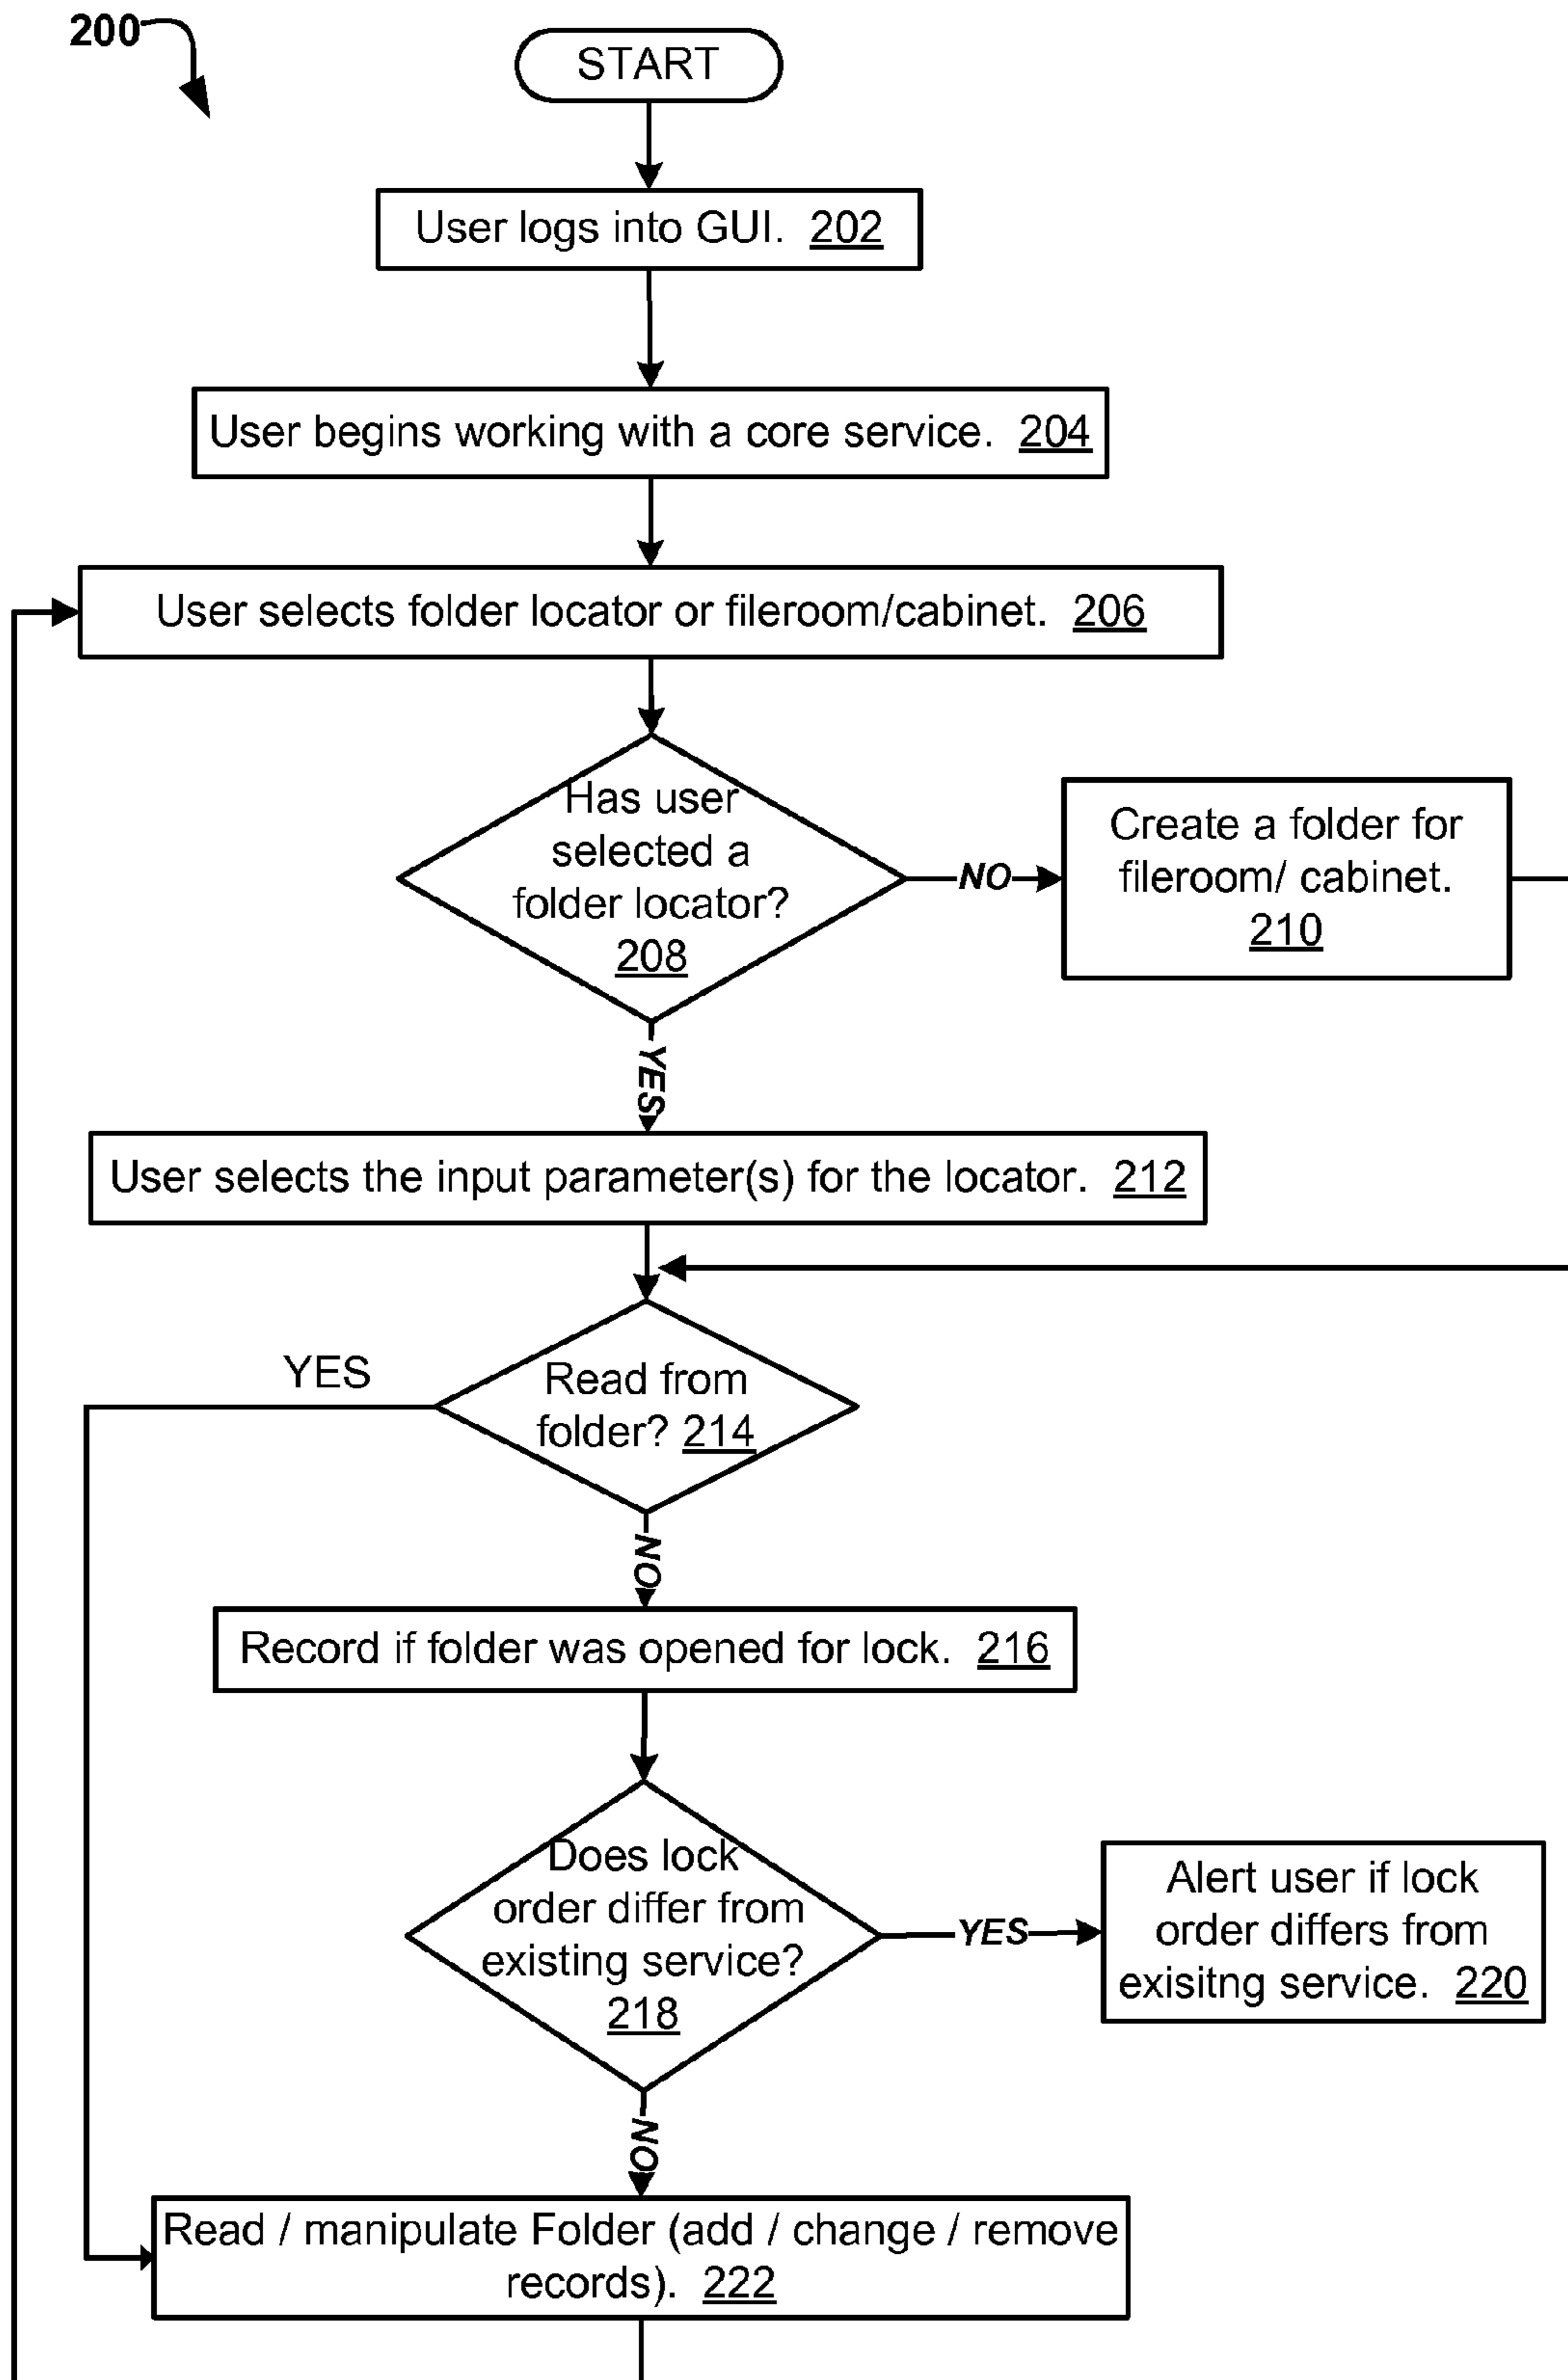 200
START
User logs into GUI. 202
User begins working with a core service. 204
User selects folder locator or fileroom/cabinet. 206
Has user
selected a
folder locator?
208
NO
Create a folder for
fileroom/ cabinet.
210
YES
User selects the input parameter(s) for the locator. 212
YES
Read from
folder? 214
NO
Record if folder was opened for lock. 216
Does lock
order differ from
existing service?
218
YES
Alert user if lock
order differs from
exisitng service. 220
NO
Read / manipulate Folder (add / change / remove
records). 222